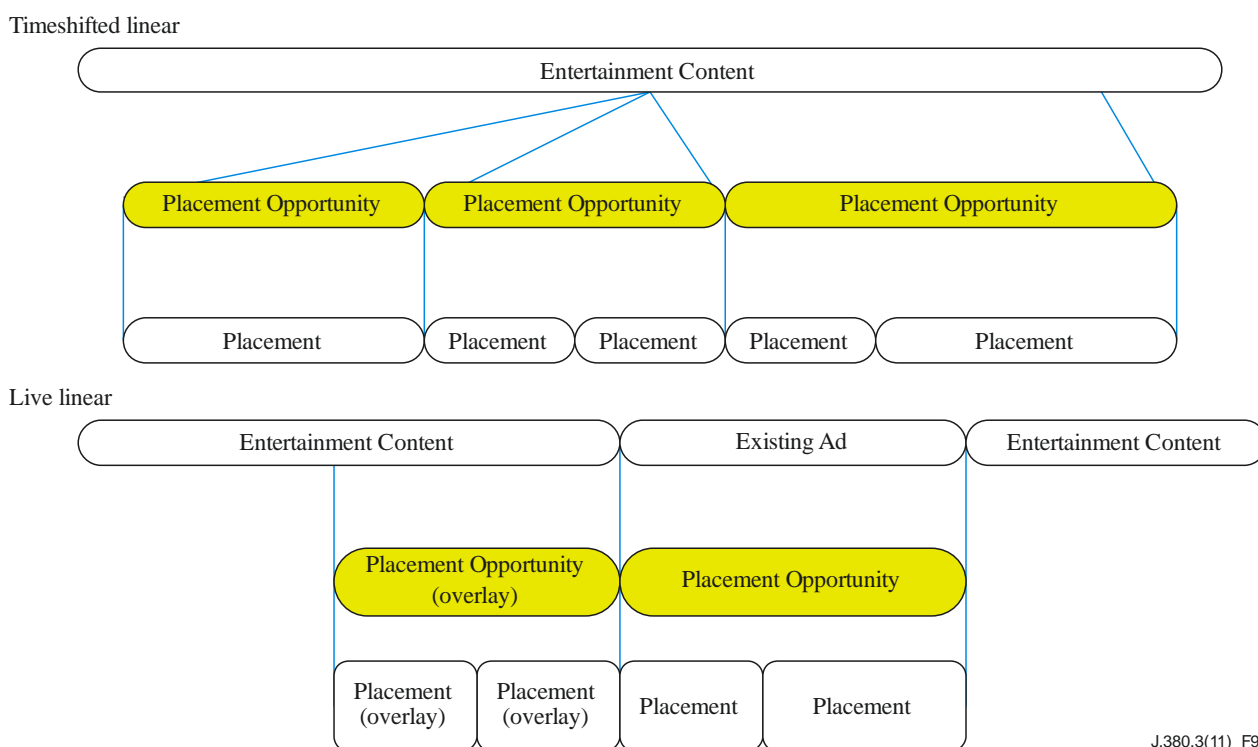 Timeshifted linear
Entertainment Content
Placement Opportunity Placement Opportunity Placement Opportunity
Placement Placement Placement Placement Placement
Live linear
Entertainment Content Existing Ad Entertainment Content
Placement Opportunity
(overlay)
Placement Opportunity
Placement
(overlay)
Placement
(overlay)
Placement
Placement
J.380.3(11)_F9